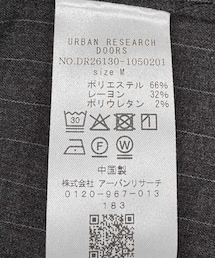 URBAN RESEARCH
DOORS
NO.DR26130-1050201
size M
ポリエステル 66%
レーヨン 32%
ポリウレタン 2%
30
中国製
株式会社 アーバンリサーチ
0120-967-013
183